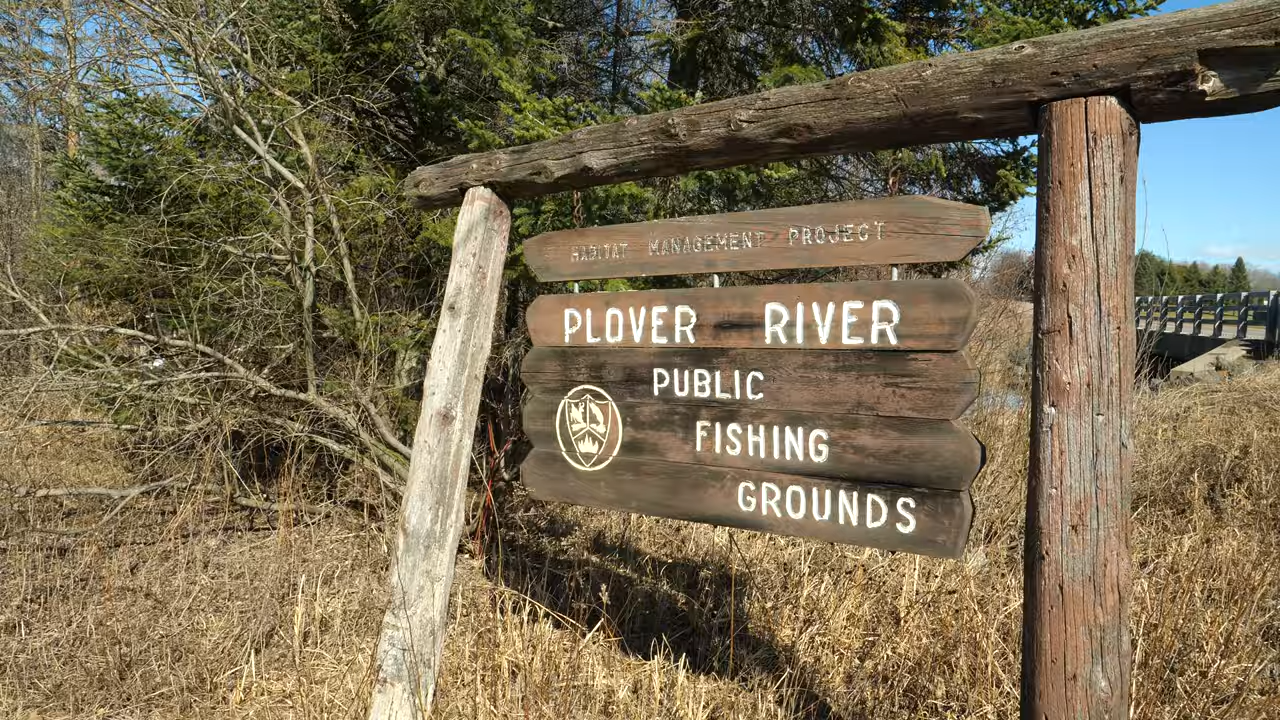 HABITAT MANAGEMENT PROJECT
PLOVER RIVER
PUBLIC
FISHING
GROUNDS